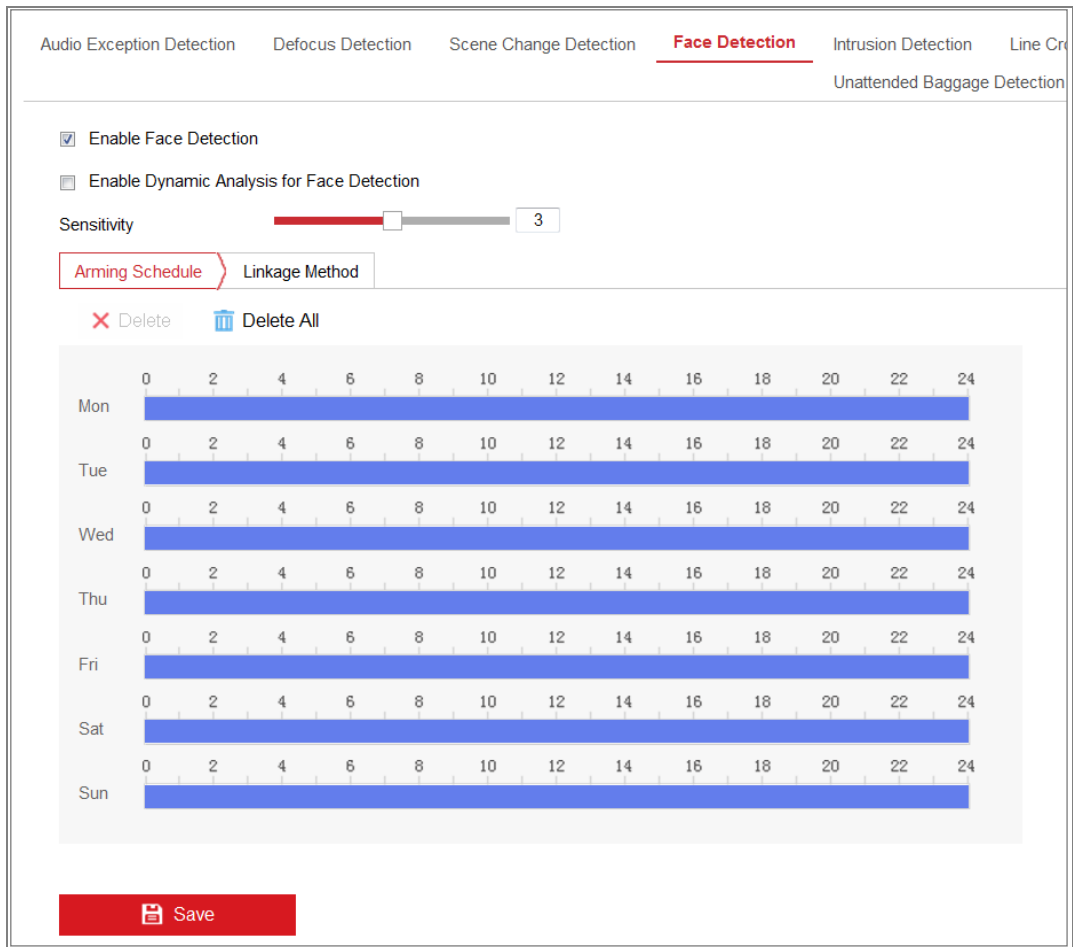 Audio Exception Detection Defocus Detection Scene Change Detection Face Detection Intrusion Detection Line Cro
Unattended Baggage Detection
Enable Face Detection
Enable Dynamic Analysis for Face Detection
Sensitivity 3
Arming Schedule Linkage Method
Delete Delete All
0 2 4 6 8 10 12 14 16 18 20 22 24
Mon
0 2 4 6 8 10 12 14 16 18 20 22 24
Tue
0 2 4 6 8 10 12 14 16 18 20 22 24
Wed
0 2 4 6 8 10 12 14 16 18 20 22 24
Thu
0 2 4 6 8 10 12 14 16 18 20 22 24
Fri
0 2 4 6 8 10 12 14 16 18 20 22 24
Sat
0 2 4 6 8 10 12 14 16 18 20 22 24
Sun
Save